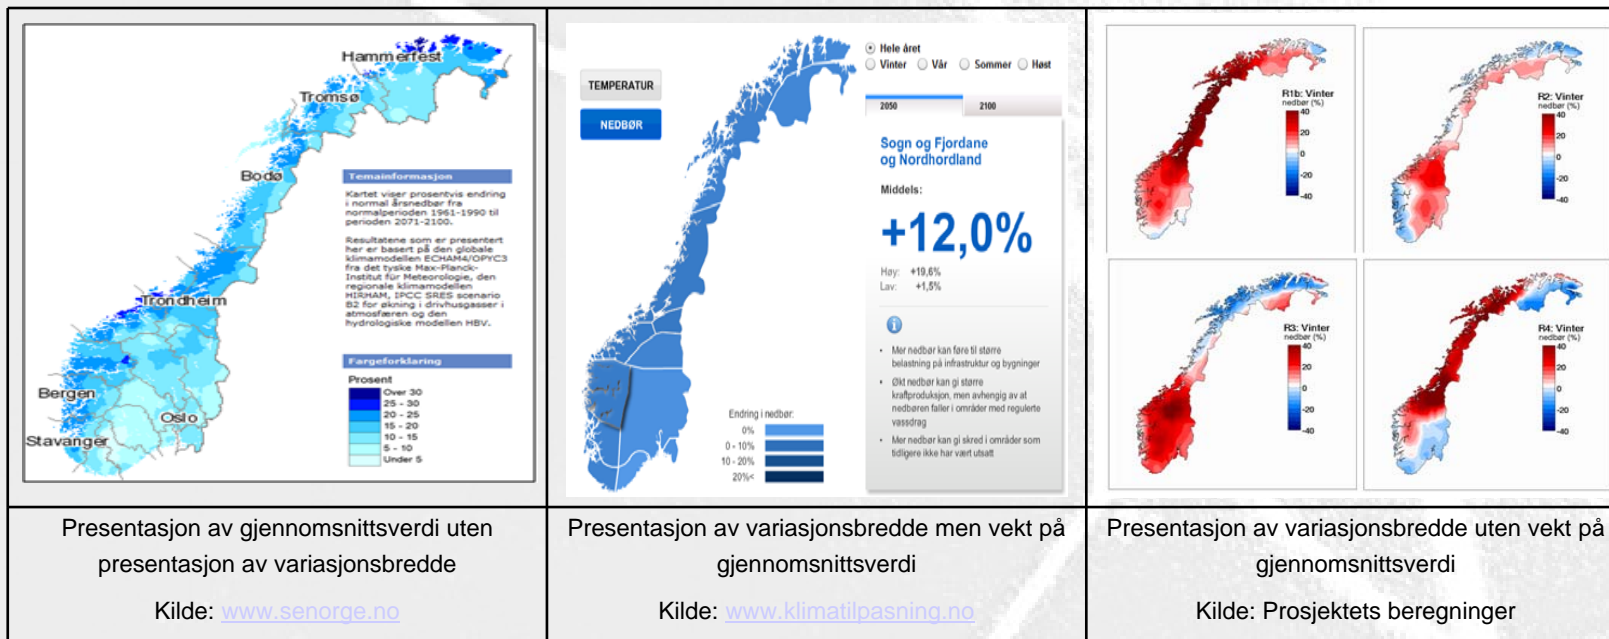 Hammerfest
Tromsø
Bodø
Trondheim
Bergen
Oslo
Stavanger
Temainformasjon
Kartet viser prosentvis endring
i normal årsnedbør fra
normalperioden 1961-1990 til
perioden 2071-2100.
Resultatene som er presentert
her er basert på den globale
klimamodellen ECHAM4/OPYC3
fra det tyske Max-Planck-
Institut für Meteorologie, den
regionale klimamodellen
HIRHAM, IPCC SRES scenario
B2 for økning i drivhusgasser i
atmosfæren og den
hydrologiske modellen HBV.
Fargeforklaring
Prosent
Over 30
25 - 30
20 - 25
15 - 20
10 - 15
5 - 10
Under 5
Presentasjon av gjennomsnittsverdi uten
presentasjon av variasjonsbredde
Kilde: www.senorge.no
TEMPERATUR
NEDBØR
Hele året
Vinter Vår Sommer Høst
2050 2100
Sogn og Fjordane
og Nordhordland
Middels:
+12,0%
Høy: +19,6%
Lav: +1,5%
• Mer nedbør kan føre til større
belastning på infrastruktur og bygninger
• Økt nedbør kan gi større
kraftproduksjon, men avhengig av at
nedbøren faller i områder med regulerte
vassdrag
• Mer nedbør kan gi skred i områder som
tidligere ikke har vært utsatt
Endring i nedbør:
0%
0 - 10%
10 - 20%
20%<
Presentasjon av variasjonsbredde men vekt på
gjennomsnittsverdi
Kilde: www.klimatilpasning.no
R1b: Vinter
nedbør (%)
40
20
0
-20
-40
R2: Vinter
nedbør (%)
40
20
0
-20
-40
R3: Vinter
nedbør (%)
40
20
0
-20
-40
R4: Vinter
nedbør (%)
40
20
0
-20
-40
Presentasjon av variasjonsbredde uten vekt på
gjennomsnittsverdi
Kilde: Prosjektets beregninger